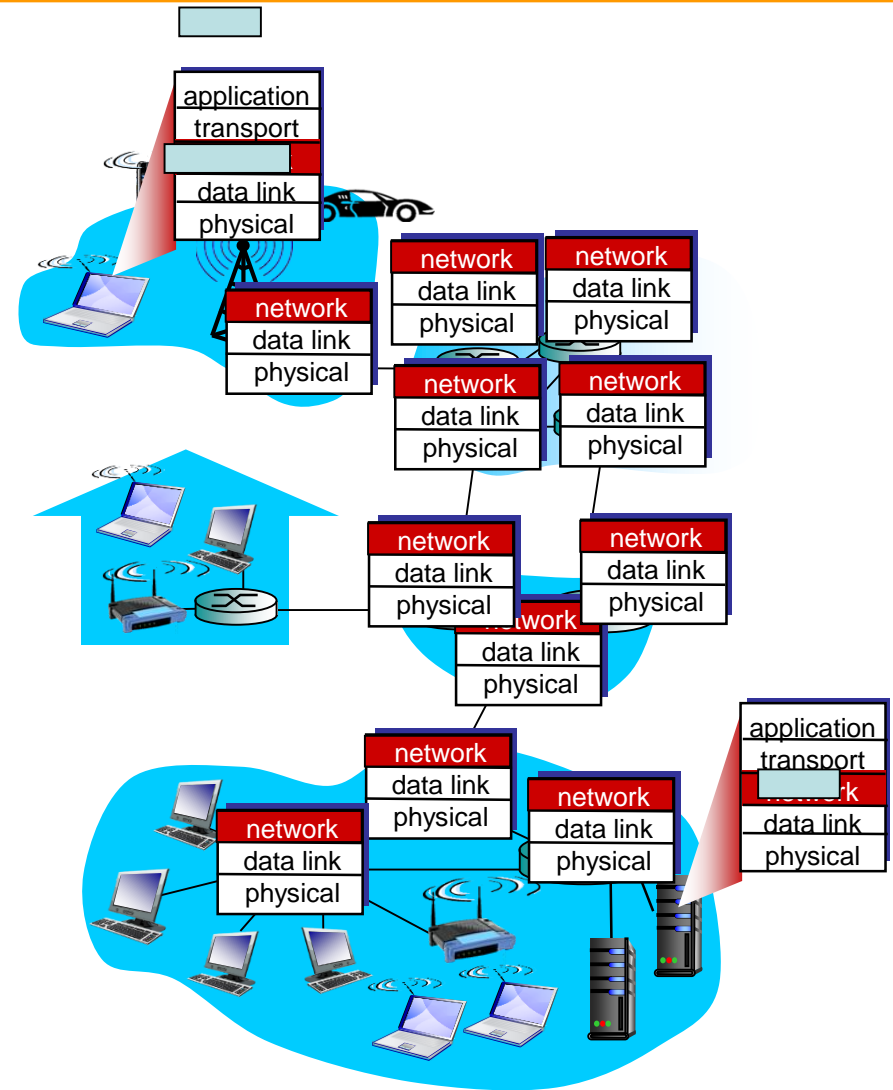 application
transport
data link
physical
network
data link
physical
network
data link
physical
network
data link
physical
network
data link
physical
network
data link
physical
network
data link
physical
network
data link
physical
network
data link
physical
application
transport
network
data link
physical
network
data link
physical
network
data link
physical
network
data link
physical